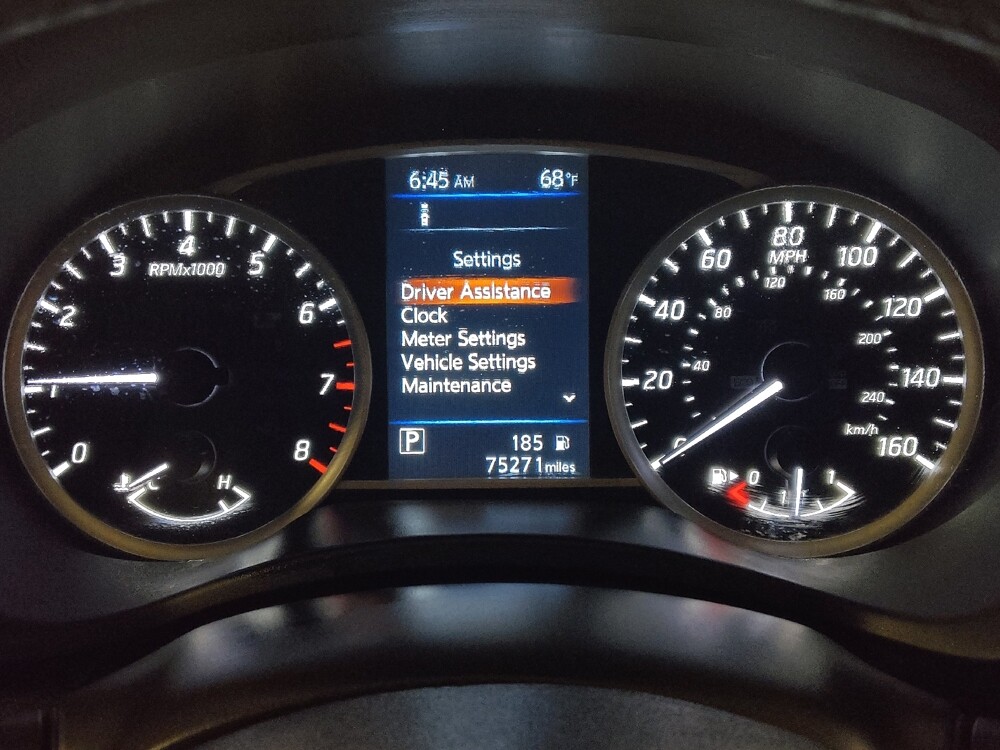 6:45 AM 68°F
Settings
Driver Assistance
Clock
Meter Settings
Vehicle Settings
Maintenance
P 185
75271 miles
0 1 2 3 4 5 6 7 8
RPMx1000
C H
0 20 40 60 80 100 120 140 160
MPH
40 80 120 160 200 240
km/h
0 1